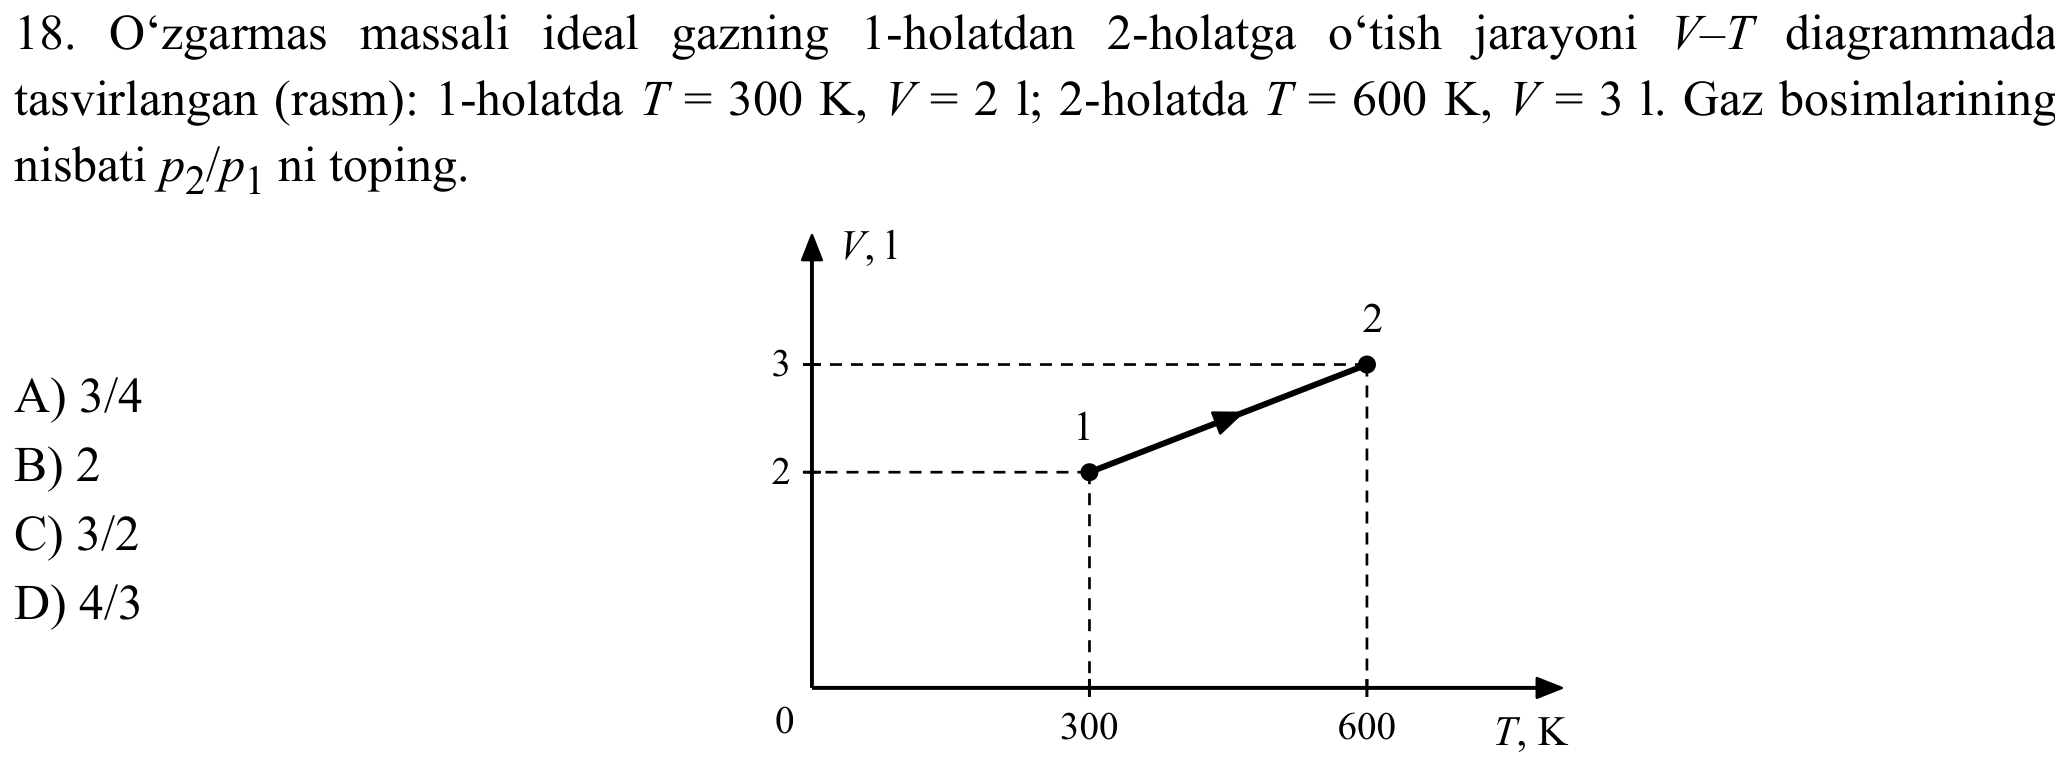 18. O‘zgarmas massali ideal gazning 1-holatdan 2-holatga o‘tish jarayoni V–T diagrammada
tasvirlangan (rasm): 1-holatda T = 300 K, V = 2 l; 2-holatda T = 600 K, V = 3 l. Gaz bosimlarining
nisbati p₂/p₁ ni toping.
V, l
2
3
A) 3/4
1
B) 2
2
C) 3/2
D) 4/3
0
300
600
T, K